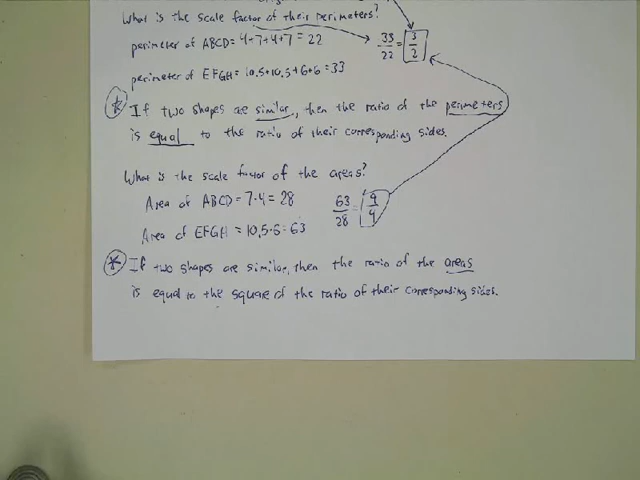 What is the scale factor of their perimeters?
perimeter of ABCD = 4+7+4+7 = 22
33/22 = 3/2
perimeter of EFGH = 10.5+10.5+6+6 = 33
* If two shapes are similar, then the ratio of the perimeters
is equal to the ratio of their corresponding sides.
What is the scale factor of the areas?
Area of ABCD = 7·4 = 28
63/28 = 9/4
Area of EFGH = 10.5·6 = 63
* If two shapes are similar, then the ratio of the areas
is equal to the square of the ratio of their corresponding sides.